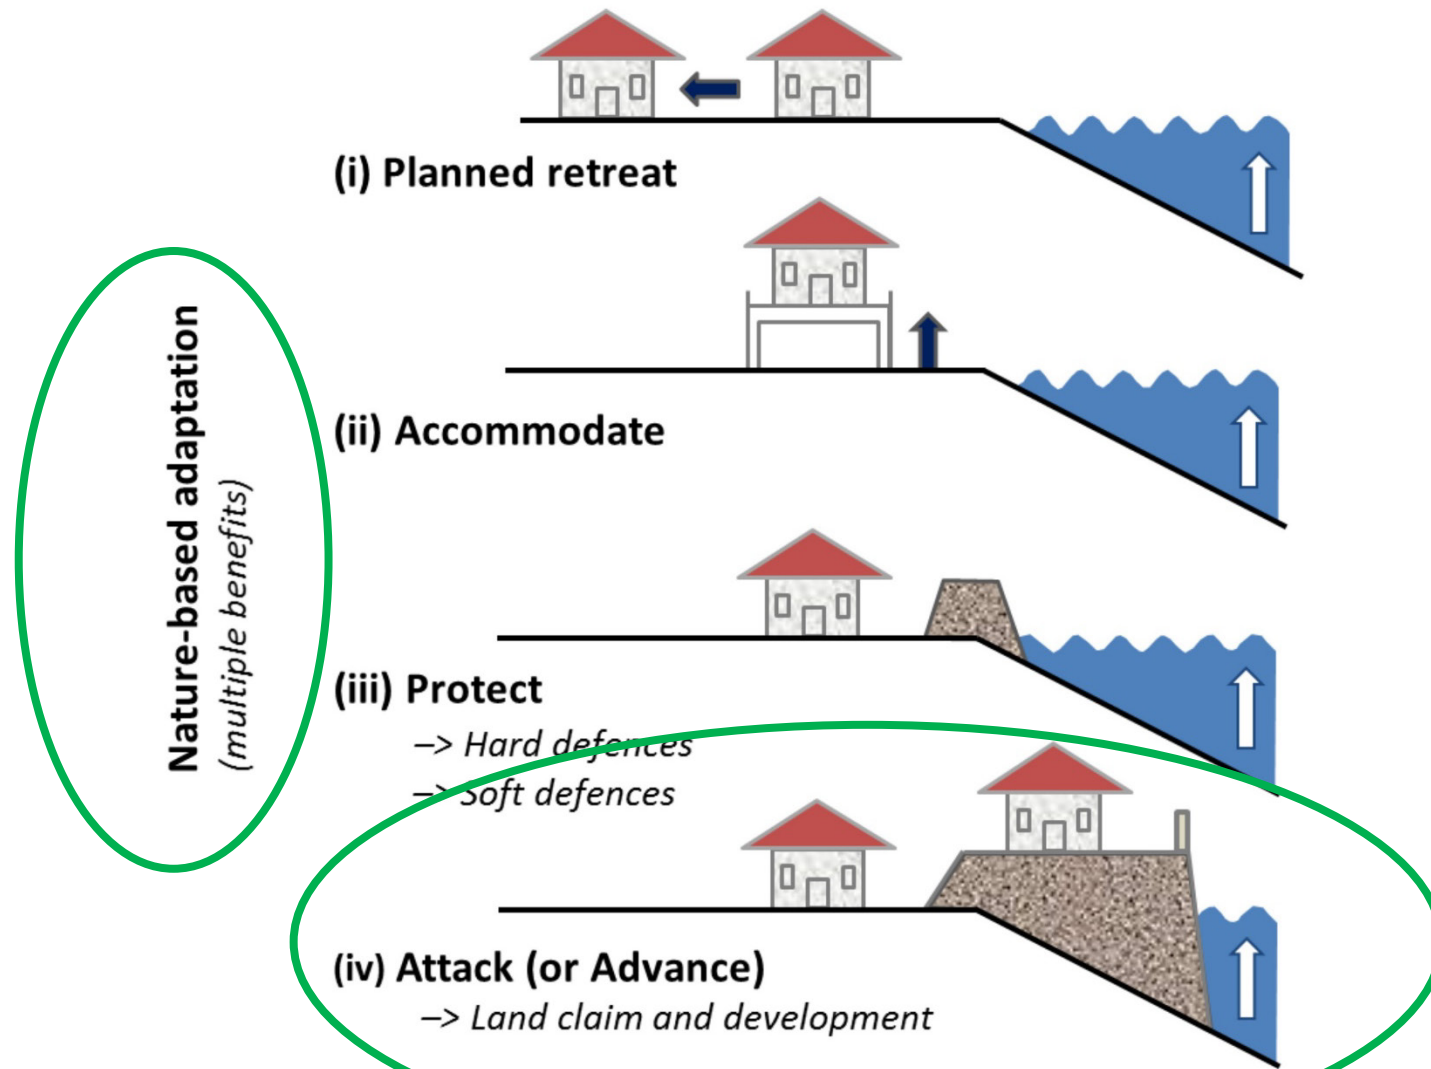 (i) Planned retreat
Nature-based adaptation
(multiple benefits)
(ii) Accommodate
(iii) Protect
–> Hard defences
–> Soft defences
(iv) Attack (or Advance)
–> Land claim and development